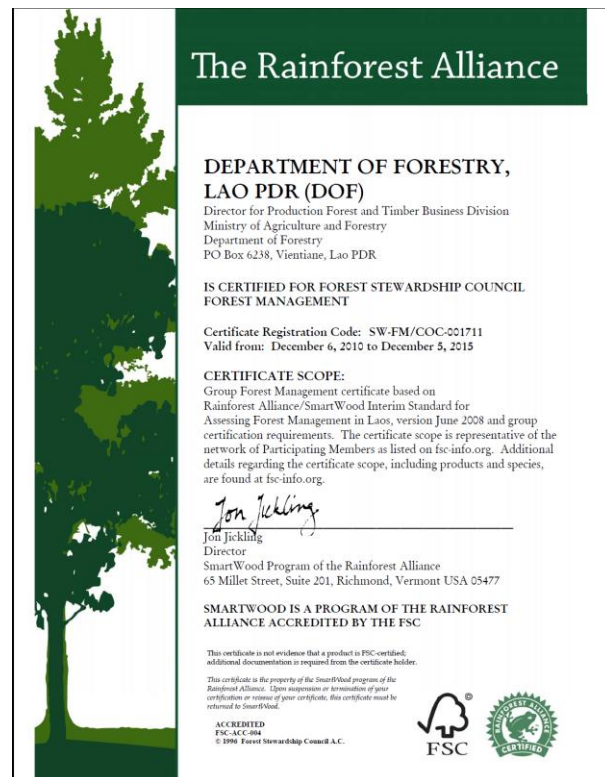 The Rainforest Alliance
DEPARTMENT OF FORESTRY,
LAO PDR (DOF)
Director for Production Forest and Timber Business Division
Ministry of Agriculture and Forestry
Department of Forestry
PO Box 6238, Vientiane, Lao PDR
IS CERTIFIED FOR FOREST STEWARDSHIP COUNCIL
FOREST MANAGEMENT
Certificate Registration Code: SW-FM/COC-001711
Valid from: December 6, 2010 to December 5, 2015
CERTIFICATE SCOPE:
Group Forest Management certificate based on
Rainforest Alliance/SmartWood Interim Standard for
Assessing Forest Management in Laos, version June 2008 and group
certification requirements. The certificate scope is representative of the
network of Participating Members as listed on fsc-info.org. Additional
details regarding the certificate scope, including products and species,
are found at fsc-info.org.
Jon Jickling
Jon Jickling
Director
SmartWood Program of the Rainforest Alliance
65 Millet Street, Suite 201, Richmond, Vermont USA 05477
SMARTWOOD IS A PROGRAM OF THE RAINFOREST
ALLIANCE ACCREDITED BY THE FSC
This certificate is not evidence that a product is FSC-certified;
additional documentation is required from the certificate holder.
This certificate is the property of the SmartWood program of the
Rainforest Alliance. Upon suspension or termination of your
certification or reissue of your certificate, this certificate must be
returned to SmartWood.
ACCREDITED
FSC-ACC-004
© 1996 Forest Stewardship Council A.C.
©
FSC
RAINFOREST ALLIANCE
CERTIFIED